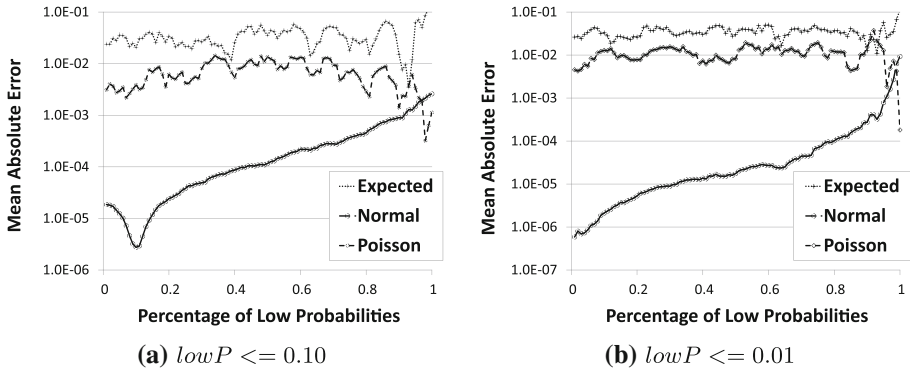 Mean Absolute Error
1.0E-01
1.0E-02
1.0E-03
1.0E-04
1.0E-05
1.0E-06
0 0.2 0.4 0.6 0.8 1
Percentage of Low Probabilities
Expected
Normal
Poisson
(a) lowP <= 0.10
Mean Absolute Error
1.0E-01
1.0E-02
1.0E-03
1.0E-04
1.0E-05
1.0E-06
1.0E-07
0 0.2 0.4 0.6 0.8 1
Percentage of Low Probabilities
Expected
Normal
Poisson
(b) lowP <= 0.01